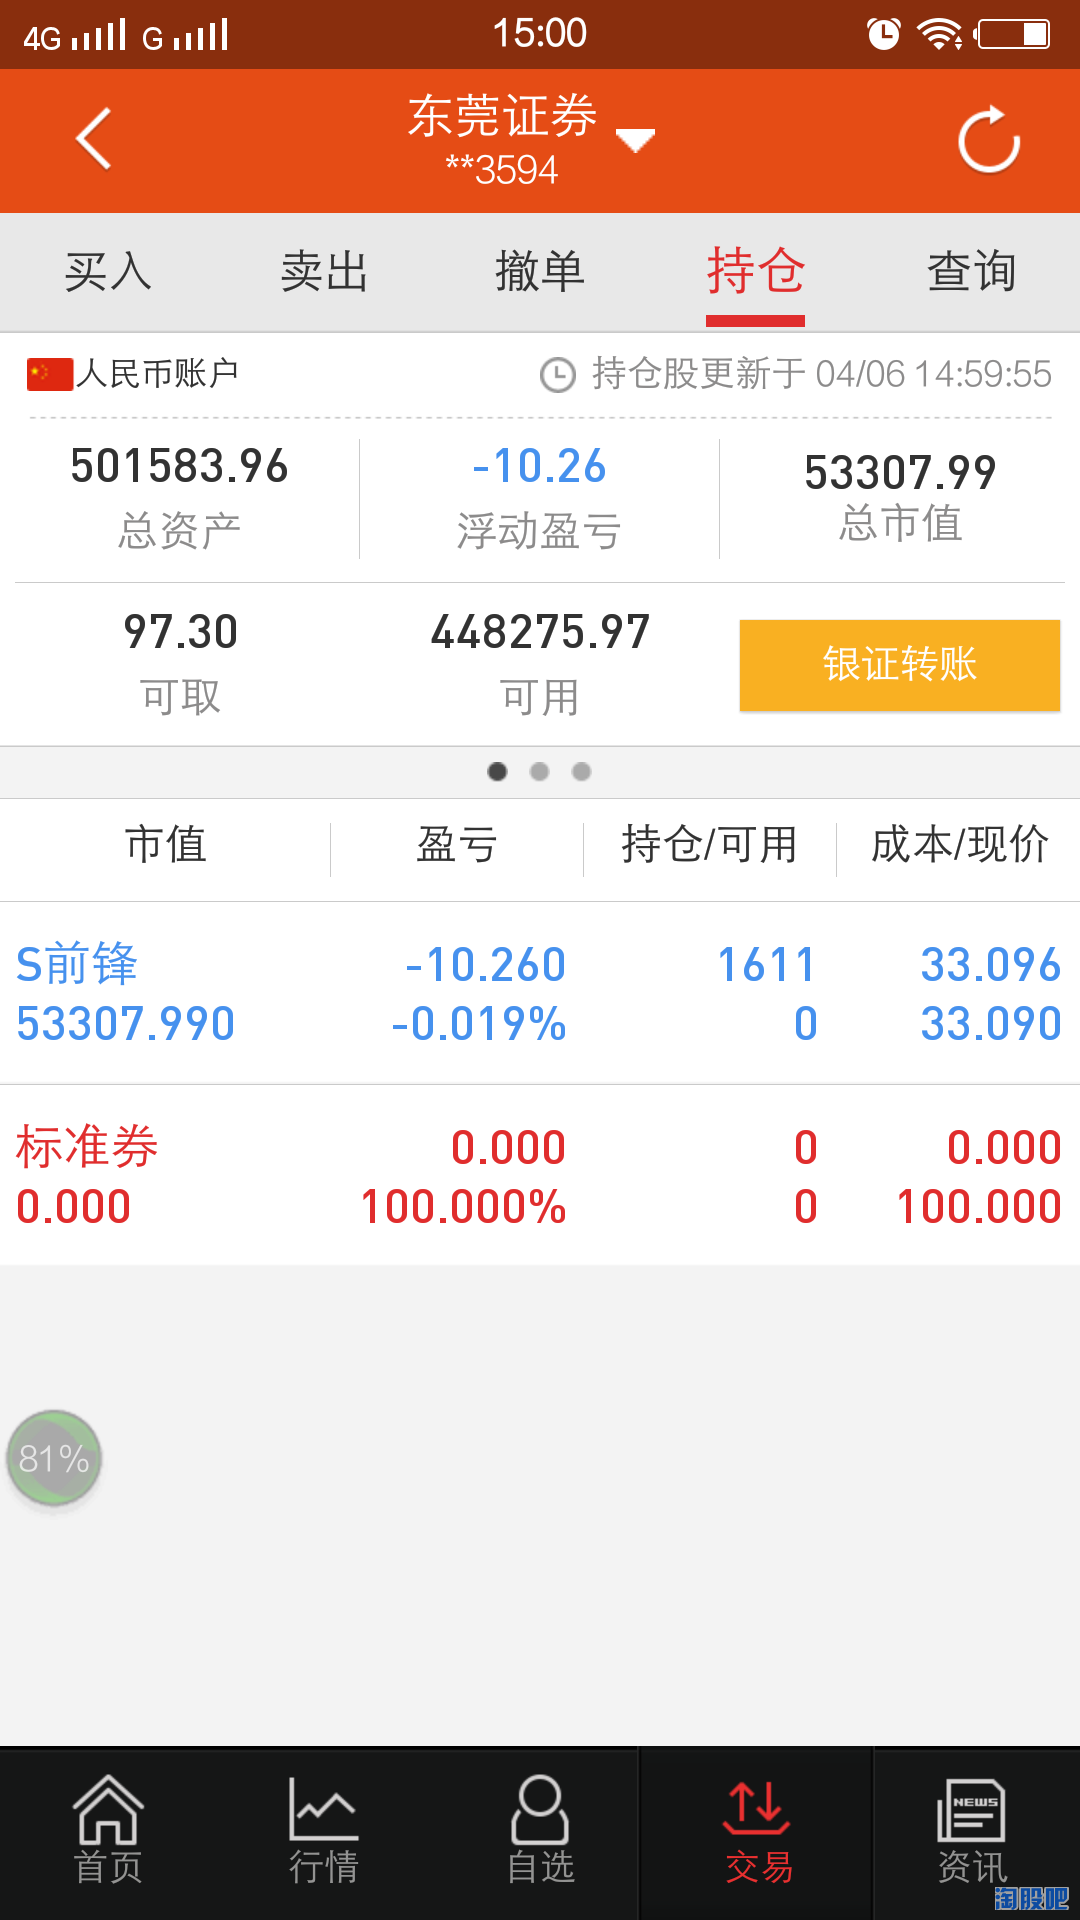 4G G 15:00
东莞证券
**3594
买入 卖出 撤单 持仓 查询
人民币账户 持仓股更新于 04/06 14:59:55
501583.96 -10.26 53307.99
总资产 浮动盈亏 总市值
97.30 448275.97
可取 可用 银证转账
市值 盈亏 持仓/可用 成本/现价
S前锋 -10.260 1611 33.096
53307.990 -0.019% 0 33.090
标准券 0.000 0 0.000
0.000 100.000% 0 100.000
81%
NEWS
首页 行情 自选 交易 资讯
淘股吧